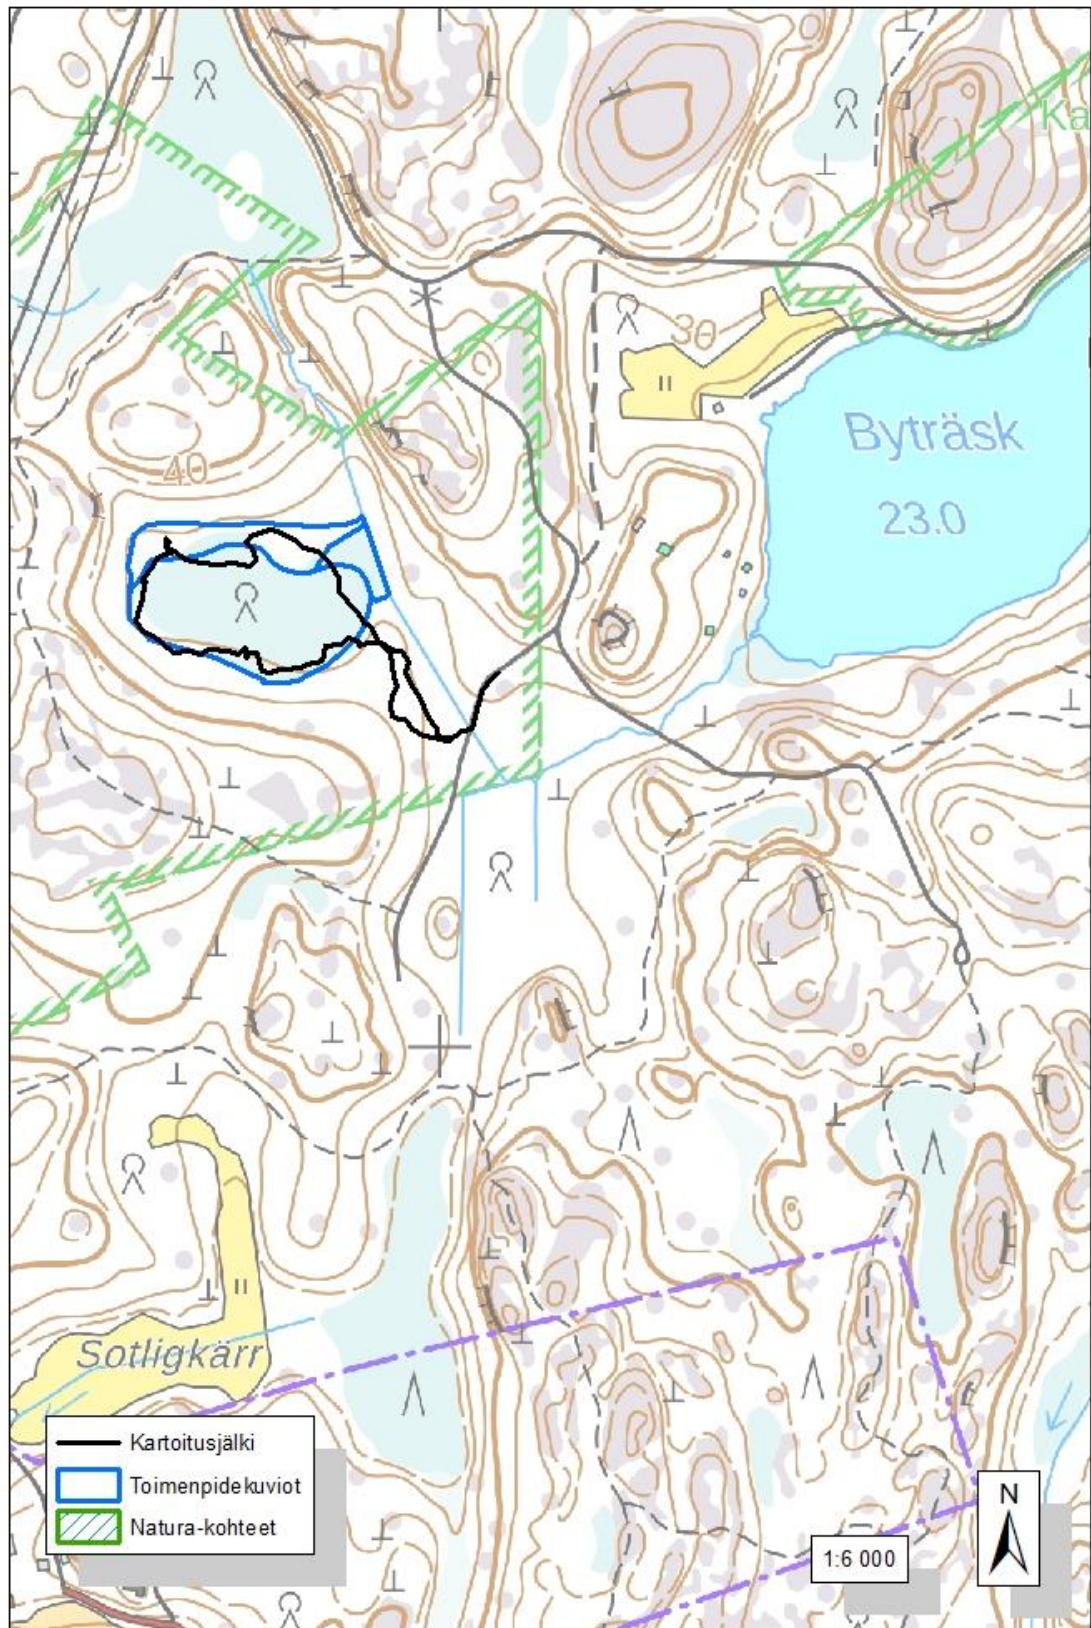 Ka
30
Byträsk
23.0
40
Sotligkärr
Kartoitusjälki
Toimenpidekuviot
Natura-kohteet
1:6 000
N